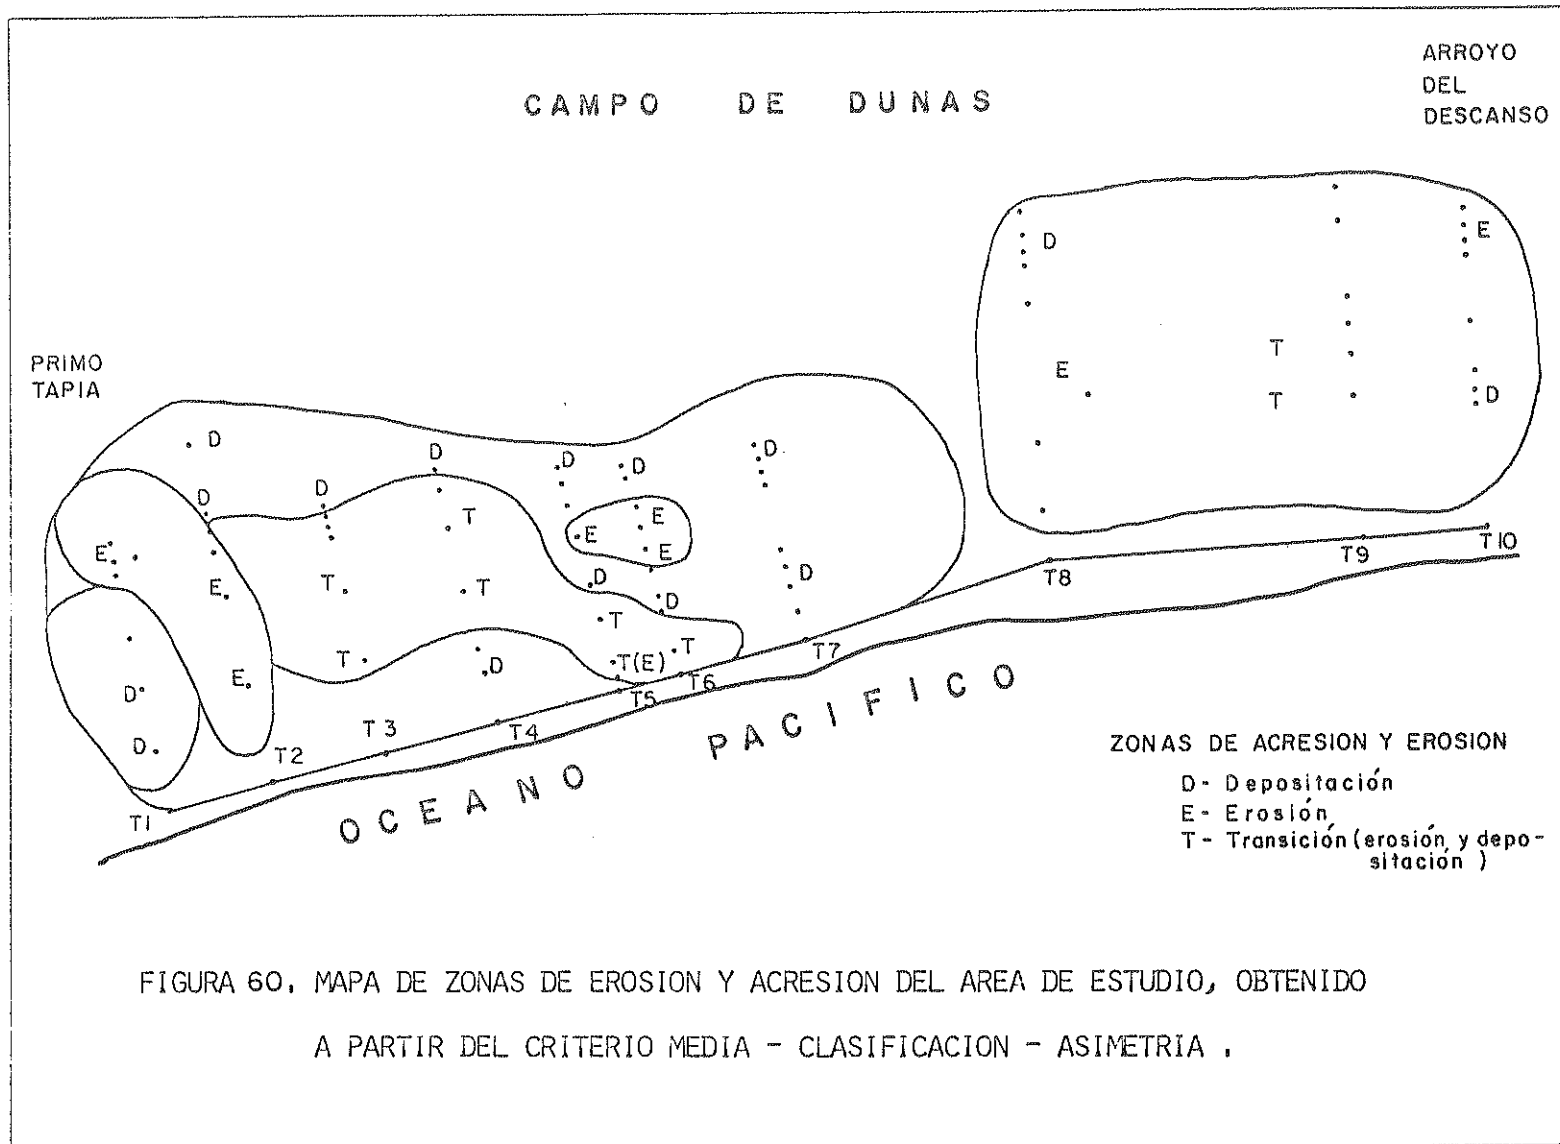 CAMPO DE DUNAS
ARROYO
DEL
DESCANSO
PRIMO
TAPIA
D
E
E
T
T
D
D
D
D
D
D
D
D
D
E
E
E
T
E
E
T
T
D
D
D
T
T
T
T(E)
D
E
D
D
T1
T2
T3
T4
T5
T6
T7
T8
T9
T10
OCEANO PACIFICO
ZONAS DE ACRESION Y EROSION
D- Depositación
E- Erosión
T- Transición (erosión y depo-
sitación )
FIGURA 60. MAPA DE ZONAS DE EROSION Y ACRESION DEL AREA DE ESTUDIO, OBTENIDO
A PARTIR DEL CRITERIO MEDIA - CLASIFICACION - ASIMETRIA .